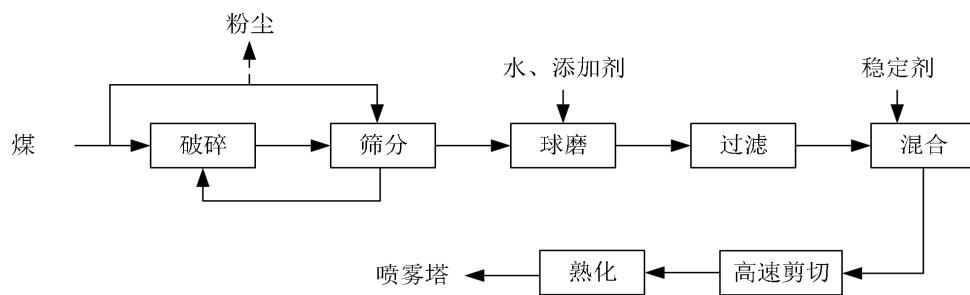 粉尘
水、添加剂
稳定剂
煤
破碎
筛分
球磨
过滤
混合
喷雾塔
熟化
高速剪切